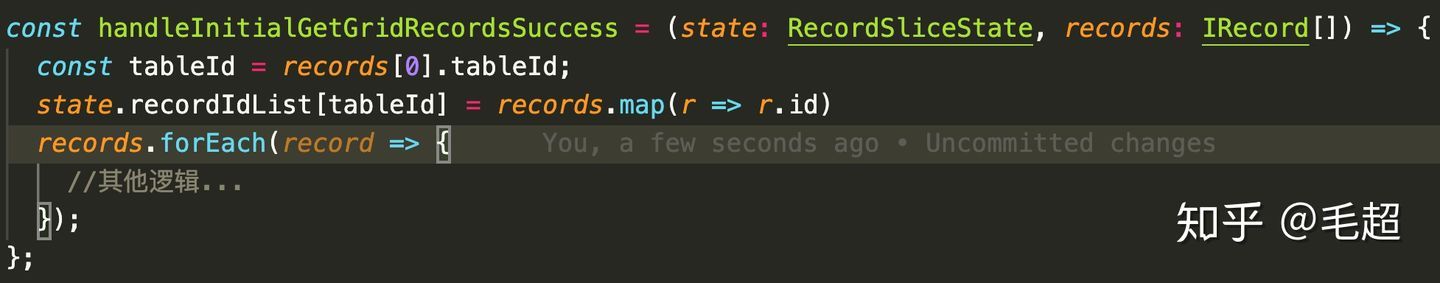 const handleInitialGetGridRecordsSuccess = (state: RecordSliceState, records: IRecord[]) => {
  const tableId = records[0].tableId;
  state.recordIdList[tableId] = records.map(r => r.id)
  records.forEach(record => {      You, a few seconds ago • Uncommitted changes
    //其他逻辑...
  });
};
知乎 @毛超